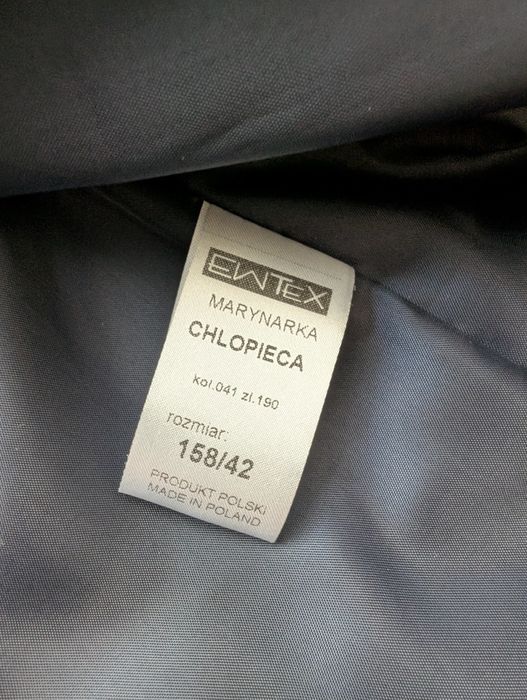 EWTEX
MARYNARKA
CHLOPIECA
kol.041 zl.190
rozmiar:
158/42
PRODUKT POLSKI
MADE IN POLAND